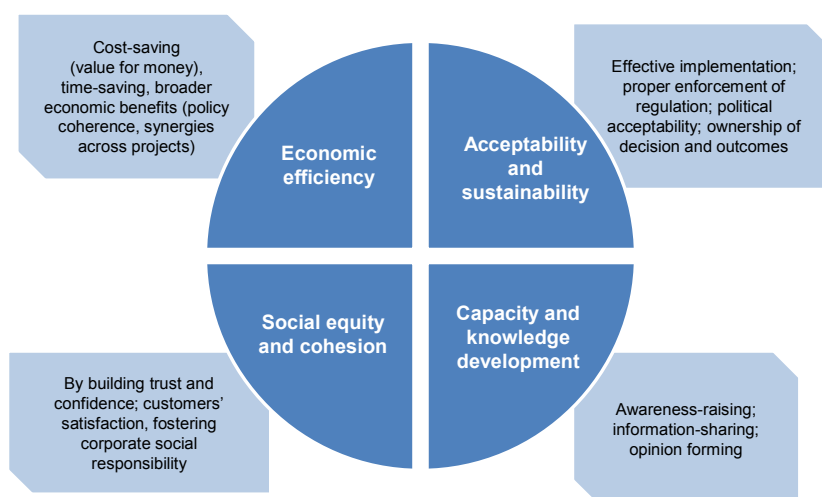 Cost-saving
(value for money),
time-saving, broader
economic benefits (policy
coherence, synergies
across projects)
Economic
efficiency
Acceptability
and
sustainability
Effective implementation;
proper enforcement of
regulation; political
acceptability; ownership of
decision and outcomes
By building trust and
confidence; customers’
satisfaction, fostering
corporate social
responsibility
Social equity
and cohesion
Capacity and
knowledge
development
Awareness-raising;
information-sharing;
opinion forming